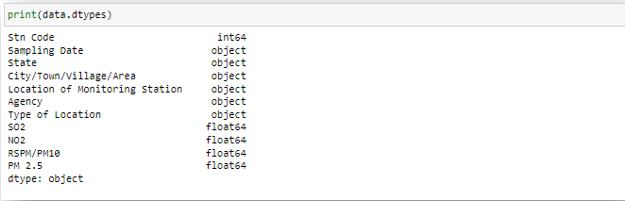 print(data.dtypes)
Stn Code int64
Sampling Date object
State object
City/Town/Village/Area object
Location of Monitoring Station object
Agency object
Type of Location object
SO2 float64
NO2 float64
RSPM/PM10 float64
PM 2.5 float64
dtype: object